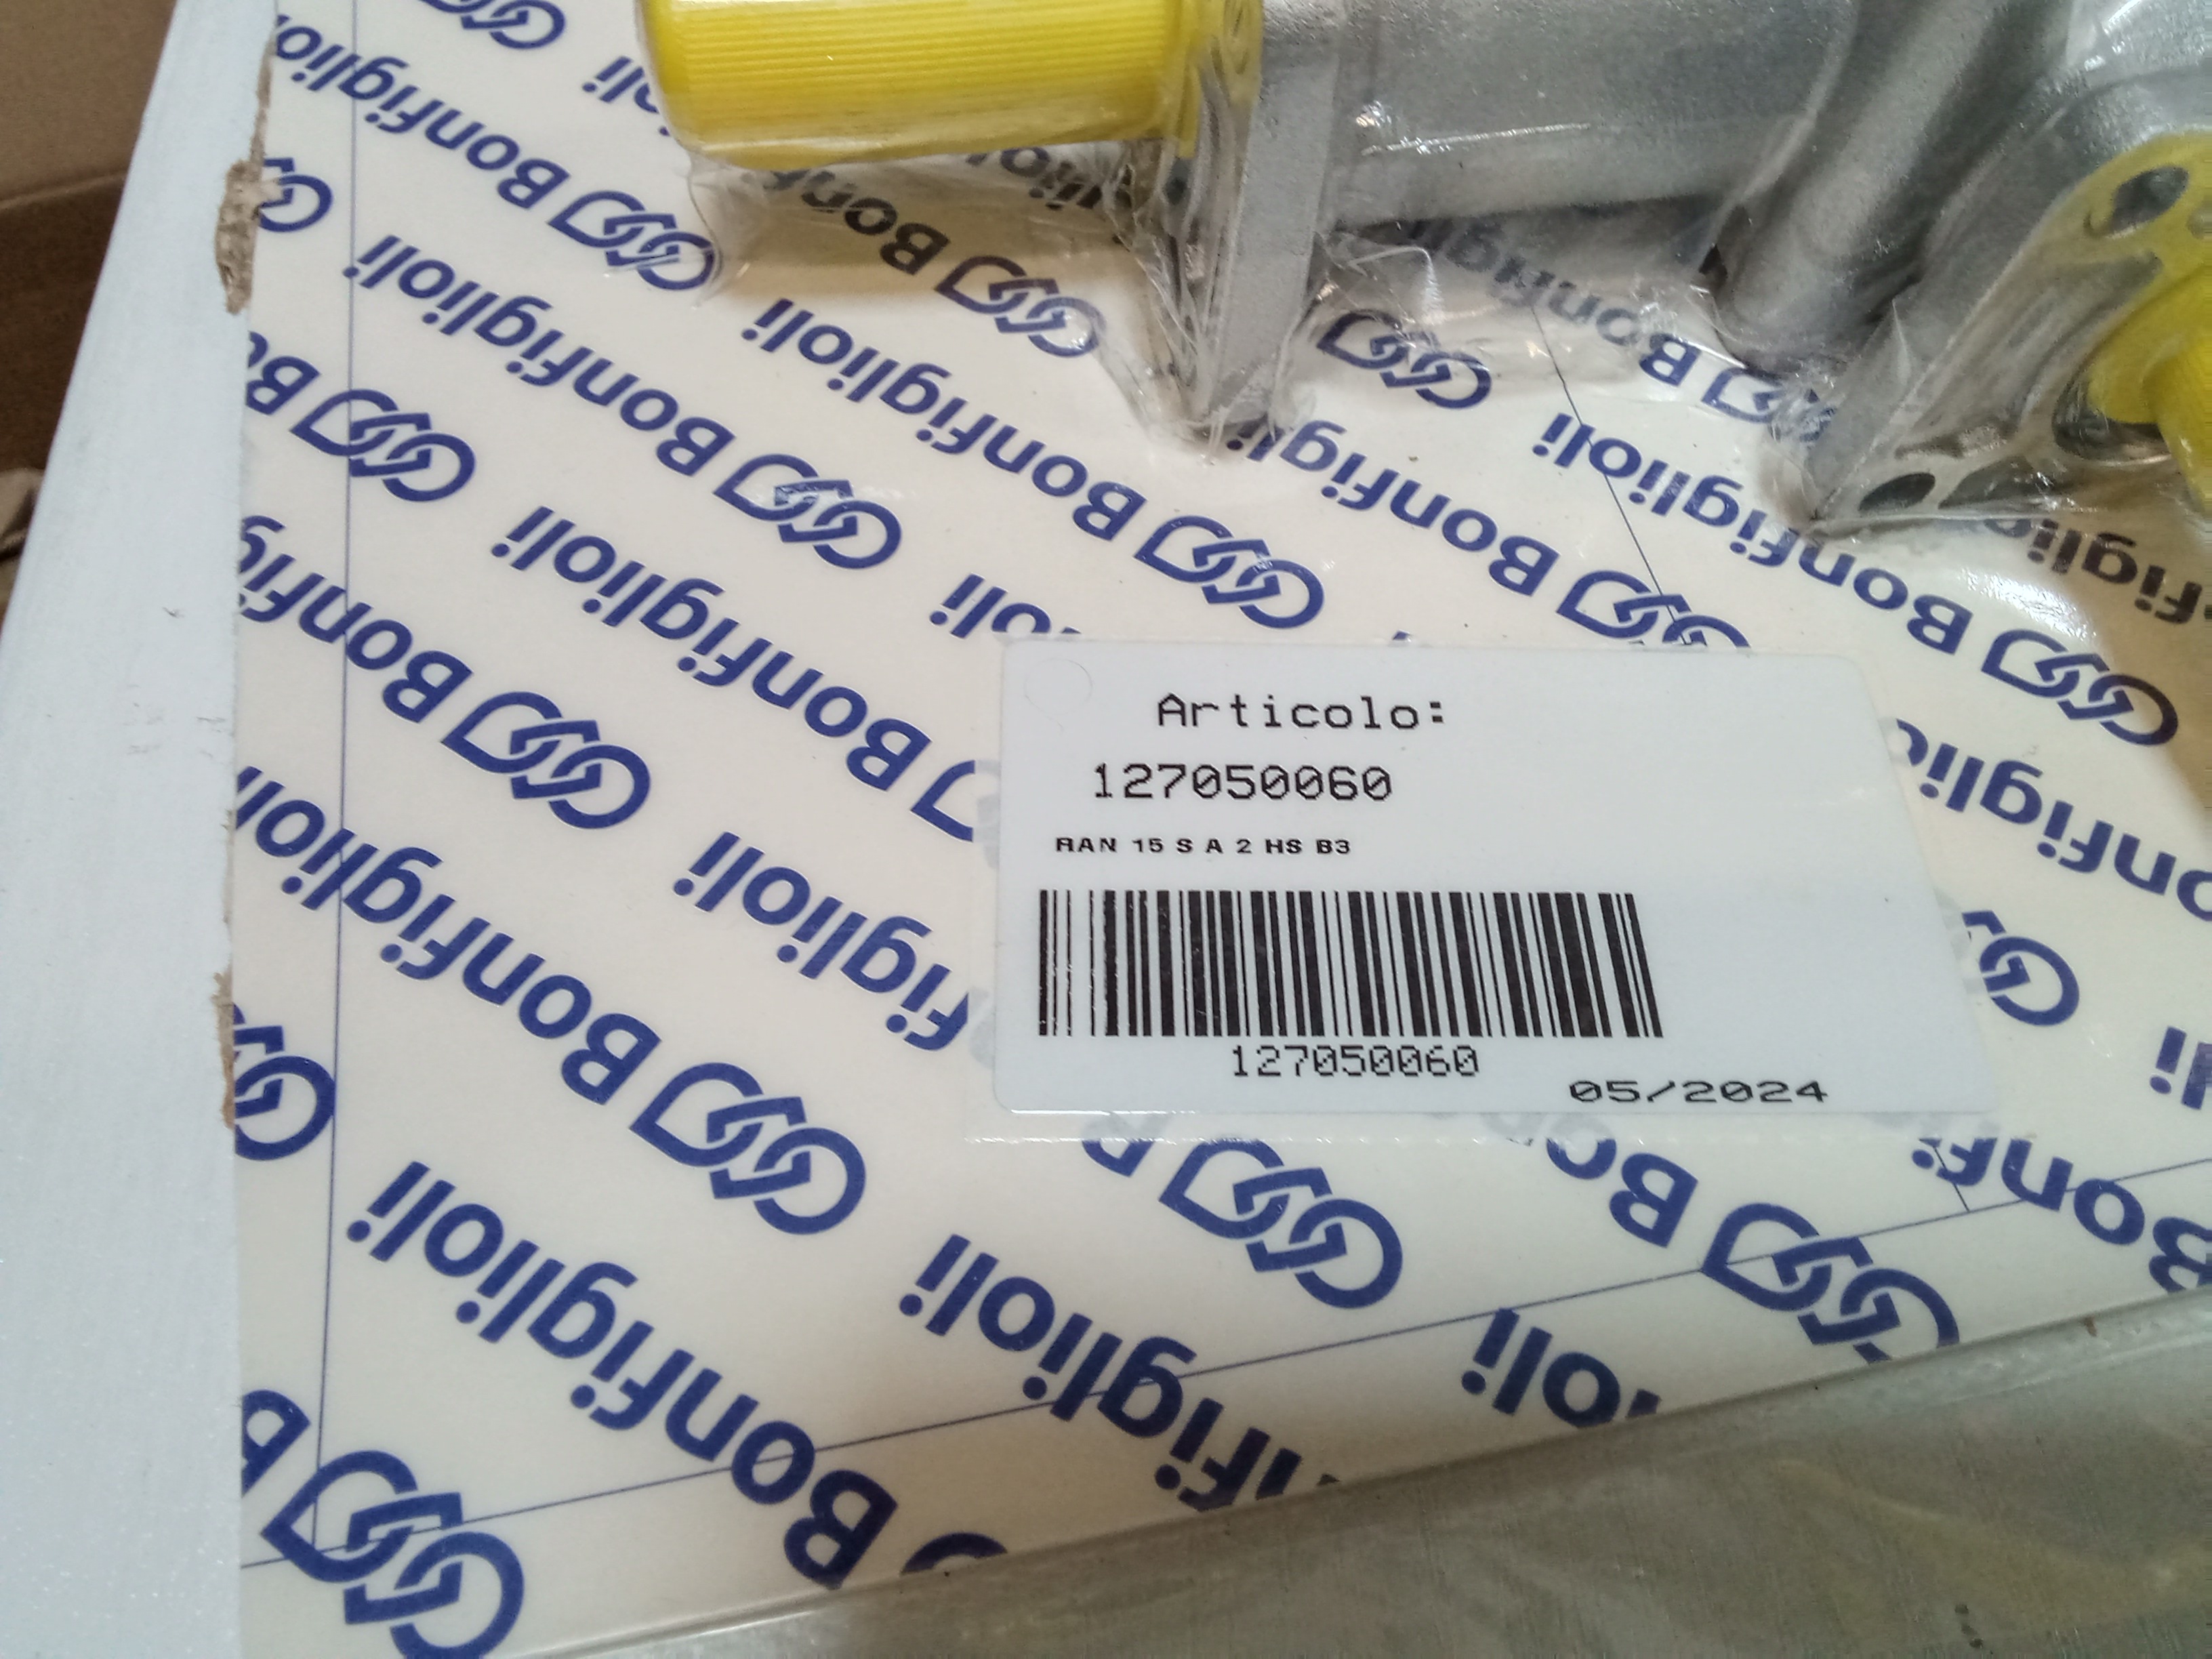 Bonfiglioli
Articolo:
127050060
RAN 15 S A 2 HS B3
127050060
05/2024